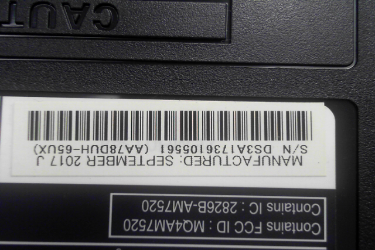 Contains FCC ID : MQ4AM7520
Contains IC : 2826B-AM7520
MANUFACTURED: SEPTEMBER 2017 J
S/N DS3A1736105561 (AA78DUH-65UX)
CAUT